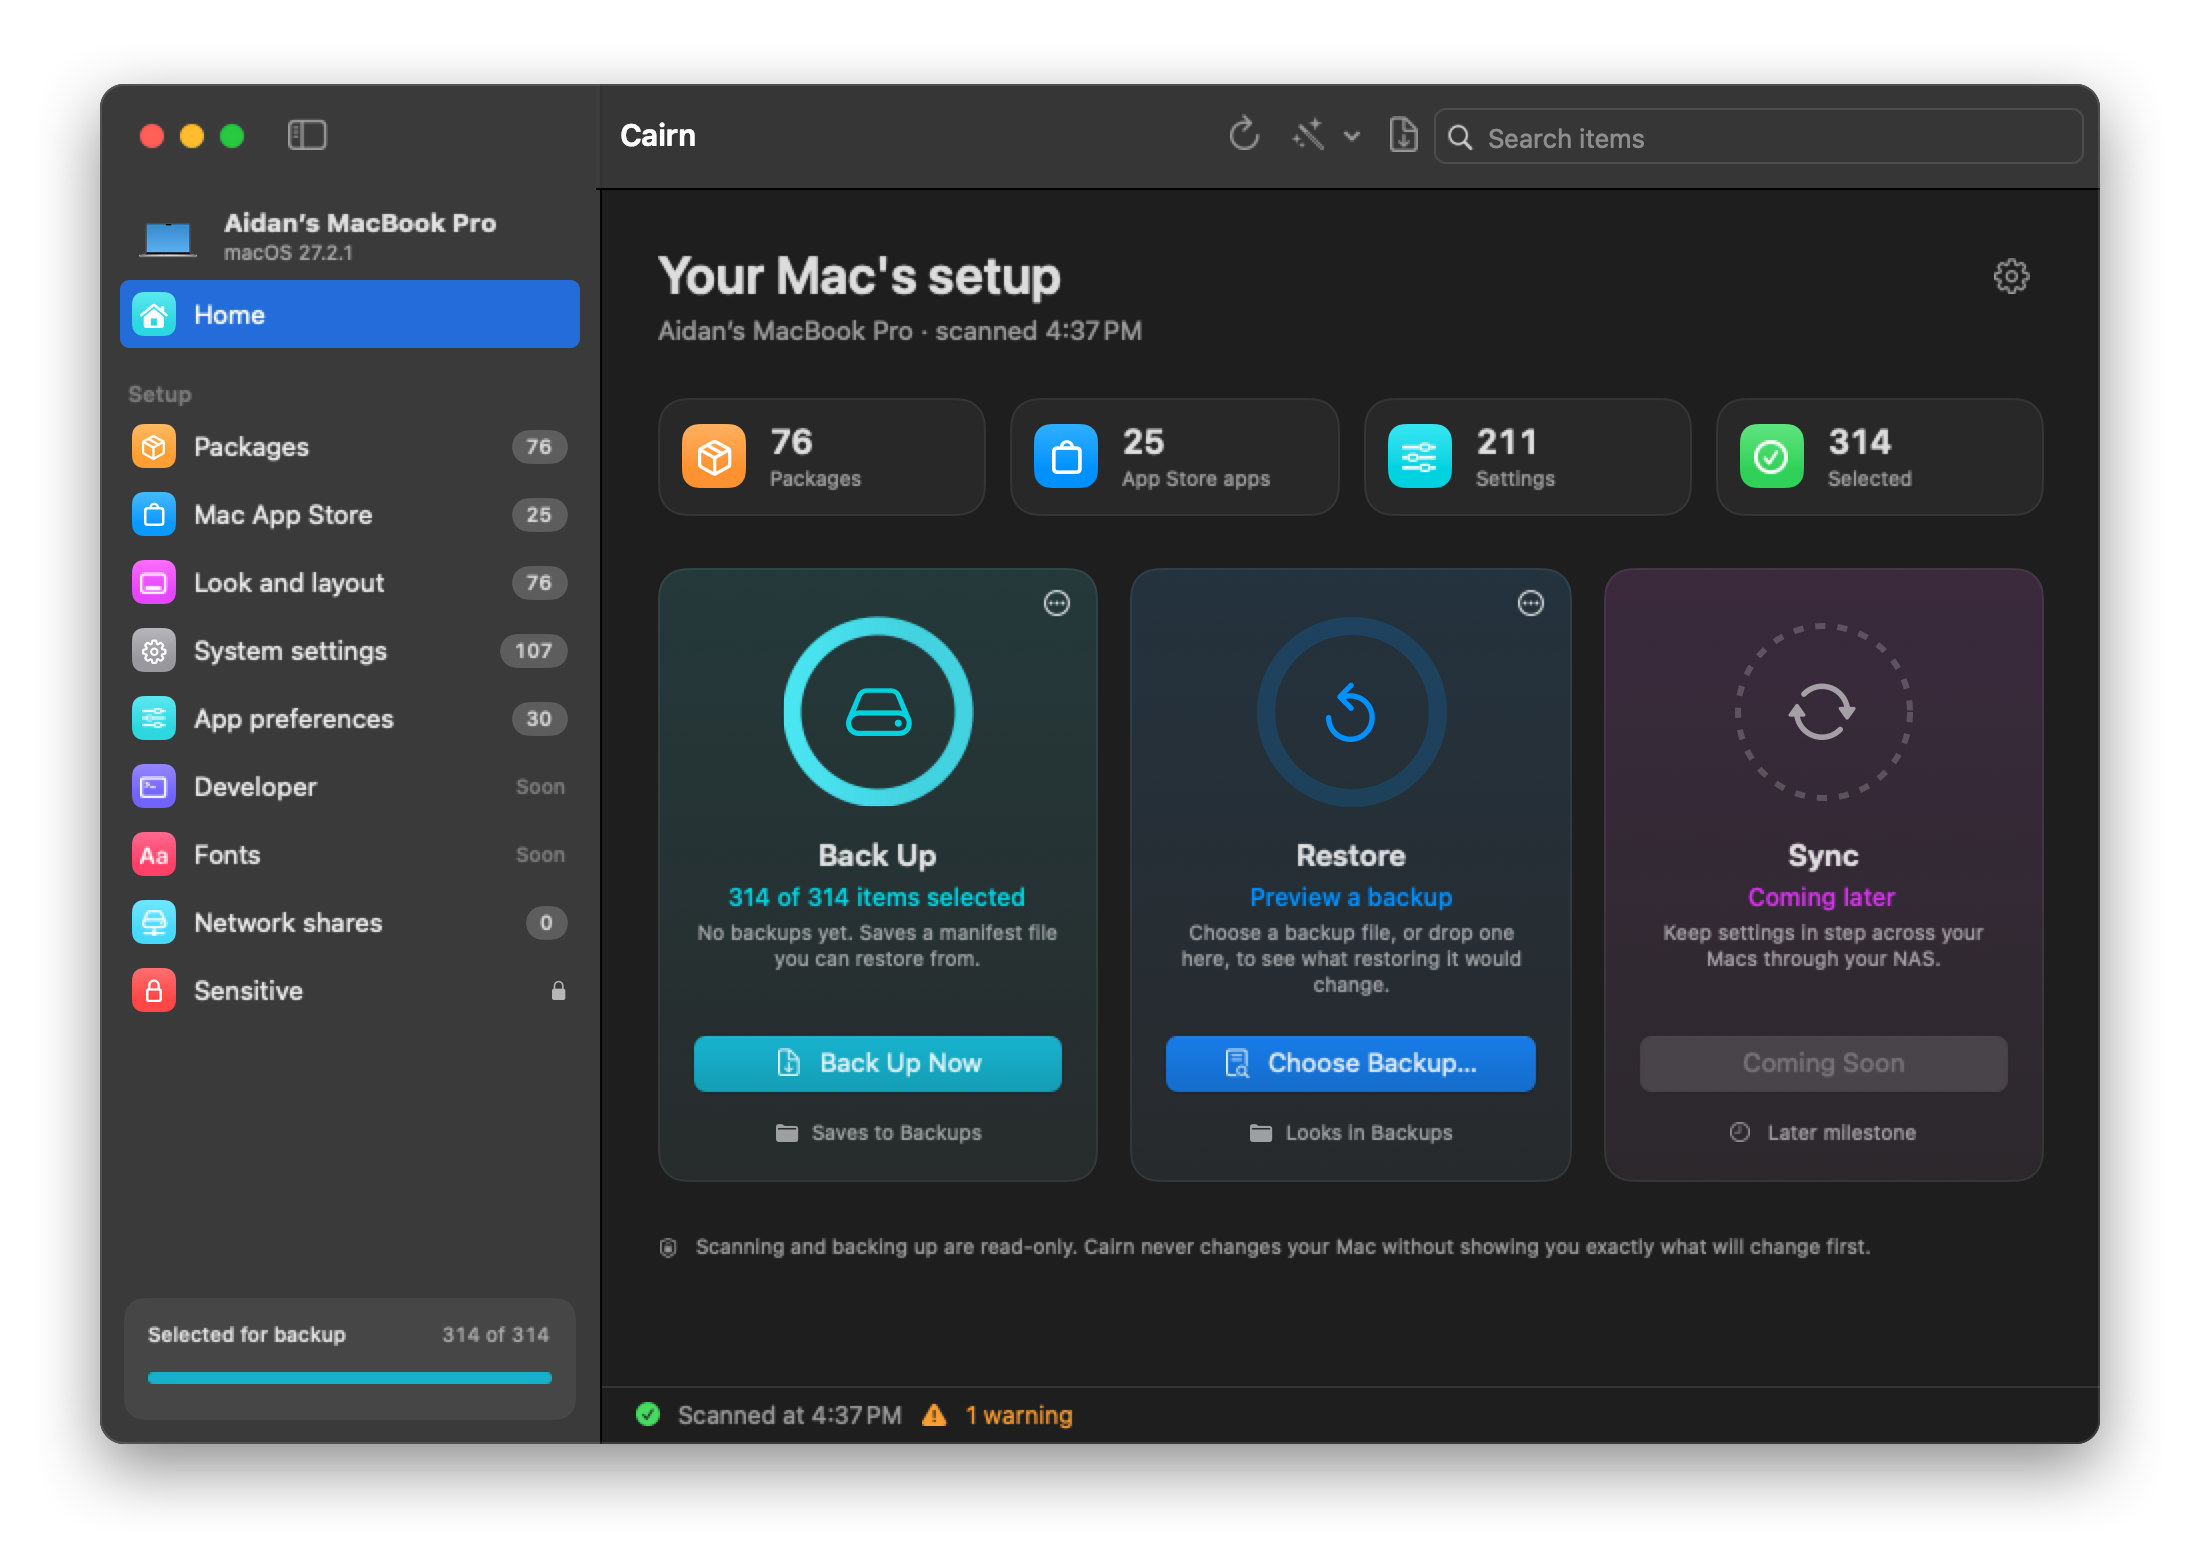 Cairn
Search items
Aidan’s MacBook Pro
macOS 27.2.1
Home
Setup
Packages 76
Mac App Store 25
Look and layout 76
System settings 107
App preferences 30
Developer Soon
Aa Fonts Soon
Network shares 0
Sensitive
Selected for backup 314 of 314
Your Mac's setup
Aidan’s MacBook Pro · scanned 4:37 PM
76
Packages
25
App Store apps
211
Settings
314
Selected
Back Up
314 of 314 items selected
No backups yet. Saves a manifest file
you can restore from.
Back Up Now
Saves to Backups
Restore
Preview a backup
Choose a backup file, or drop one
here, to see what restoring it would
change.
Choose Backup...
Looks in Backups
Sync
Coming later
Keep settings in step across your
Macs through your NAS.
Coming Soon
Later milestone
Scanning and backing up are read-only. Cairn never changes your Mac without showing you exactly what will change first.
Scanned at 4:37 PM 1 warning